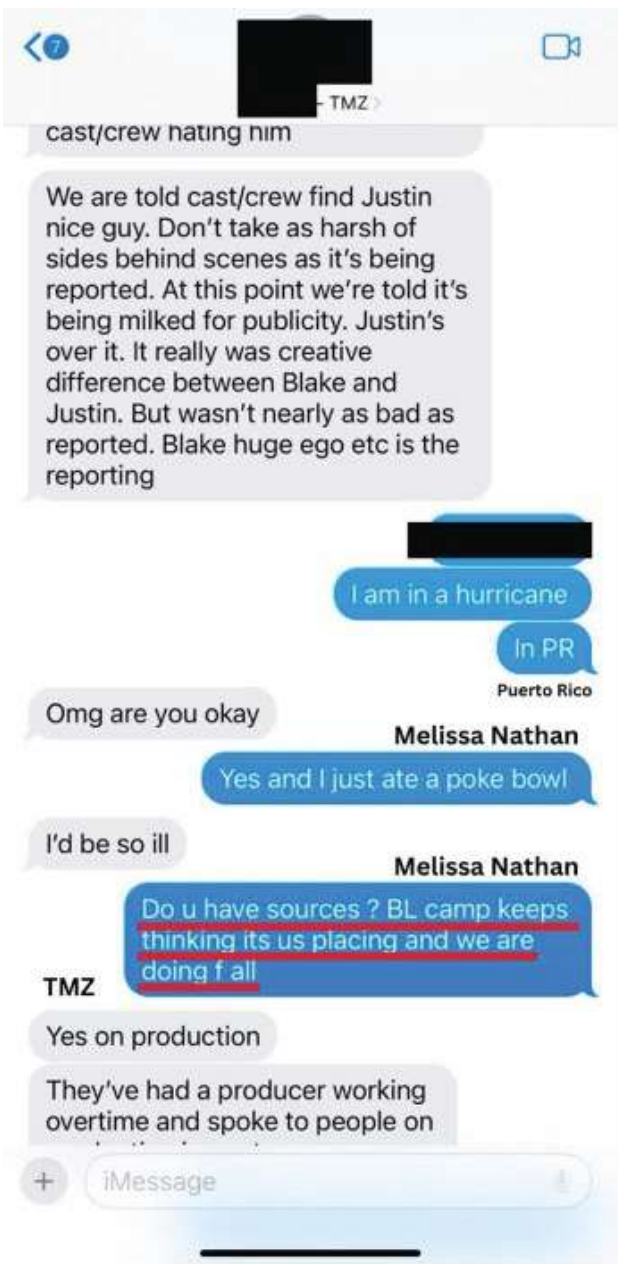 7
- TMZ >
cast/crew hating him
We are told cast/crew find Justin
nice guy. Don't take as harsh of
sides behind scenes as it's being
reported. At this point we're told it's
being milked for publicity. Justin's
over it. It really was creative
difference between Blake and
Justin. But wasn't nearly as bad as
reported. Blake huge ego etc is the
reporting
I am in a hurricane
In PR
Puerto Rico
Omg are you okay
Melissa Nathan
Yes and I just ate a poke bowl
I'd be so ill
Melissa Nathan
Do u have sources ? BL camp keeps
thinking its us placing and we are
doing f all
TMZ
Yes on production
They've had a producer working
overtime and spoke to people on
iMessage